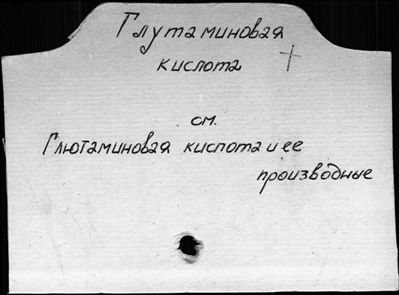 Глутаминовая
кислота +
см.
Глютаминовая кислота и ее
производные